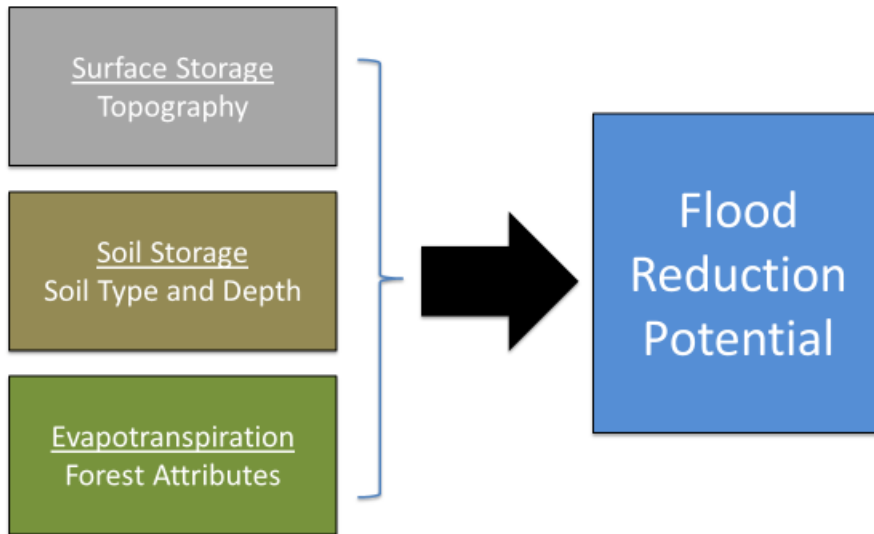 Surface Storage
Topography
Soil Storage
Soil Type and Depth
Evapotranspiration
Forest Attributes
Flood
Reduction
Potential